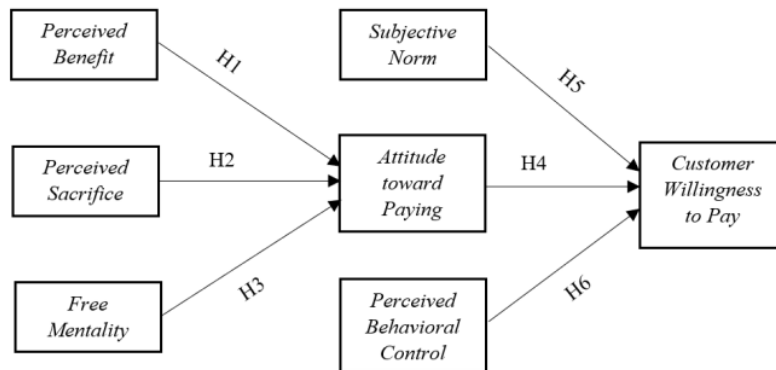 Perceived
Benefit
H1
Subjective
Norm
H5
Perceived
Sacrifice
H2
Attitude
toward
Paying
H4
Customer
Willingness
to Pay
Free
Mentality
H3
Perceived
Behavioral
Control
H6